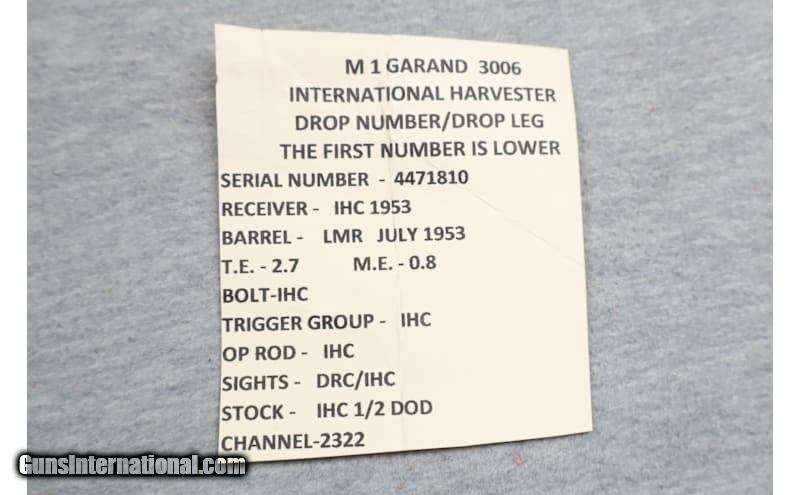 M 1 GARAND 3006
INTERNATIONAL HARVESTER
DROP NUMBER/DROP LEG
THE FIRST NUMBER IS LOWER
SERIAL NUMBER - 4471810
RECEIVER - IHC 1953
BARREL - LMR JULY 1953
T.E. - 2.7 M.E. - 0.8
BOLT-IHC
TRIGGER GROUP - IHC
OP ROD - IHC
SIGHTS - DRC/IHC
STOCK - IHC 1/2 DOD
CHANNEL-2322
GunsInternational.com